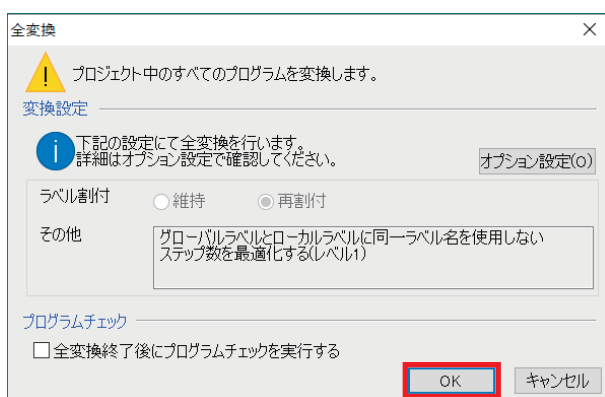 全変換
プロジェクト中のすべてのプログラムを変換します。
変換設定
下記の設定にて全変換を行います。
詳細はオプション設定で確認してください。
オプション設定(O)
ラベル割付
維持
再割付
その他
グローバルラベルとローカルラベルに同一ラベル名を使用しない
ステップ数を最適化する(レベル1)
プログラムチェック
全変換終了後にプログラムチェックを実行する
OK
キャンセル